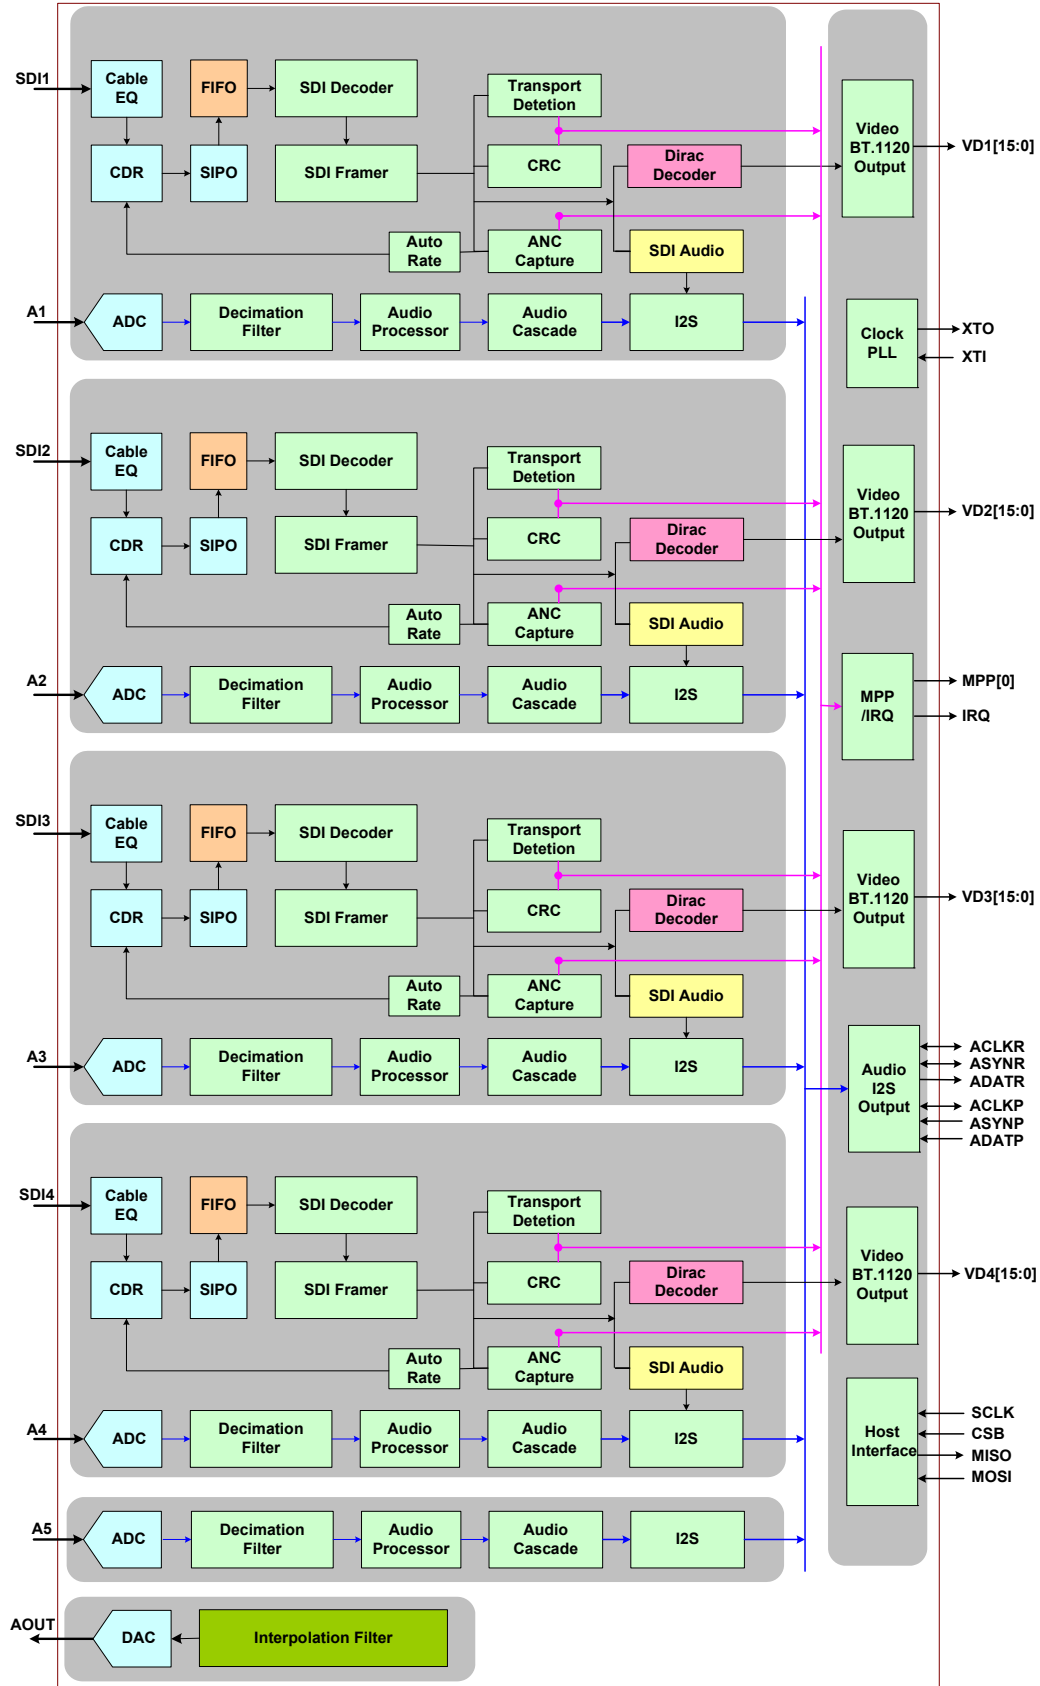 SDI1
Cable
EQ
FIFO
SDI Decoder
Transport
Detetion
Video
BT.1120
Output
VD1[15:0]
CDR
SIPO
SDI Framer
CRC
Dirac
Decoder
Auto
Rate
ANC
Capture
SDI Audio
A1
ADC
Decimation
Filter
Audio
Processor
Audio
Cascade
I2S
Clock
PLL
XTO
XTI
SDI2
Cable
EQ
FIFO
SDI Decoder
Transport
Detetion
Video
BT.1120
Output
VD2[15:0]
CDR
SIPO
SDI Framer
CRC
Dirac
Decoder
Auto
Rate
ANC
Capture
SDI Audio
A2
ADC
Decimation
Filter
Audio
Processor
Audio
Cascade
I2S
MPP
/IRQ
MPP[0]
IRQ
SDI3
Cable
EQ
FIFO
SDI Decoder
Transport
Detetion
Video
BT.1120
Output
VD3[15:0]
CDR
SIPO
SDI Framer
CRC
Dirac
Decoder
Auto
Rate
ANC
Capture
SDI Audio
A3
ADC
Decimation
Filter
Audio
Processor
Audio
Cascade
I2S
Audio
I2S
Output
ACLKR
ASYNR
ADATR
ACLKP
ASYNP
ADATP
SDI4
Cable
EQ
FIFO
SDI Decoder
Transport
Detetion
Video
BT.1120
Output
VD4[15:0]
CDR
SIPO
SDI Framer
CRC
Dirac
Decoder
Auto
Rate
ANC
Capture
SDI Audio
A4
ADC
Decimation
Filter
Audio
Processor
Audio
Cascade
I2S
Host
Interface
SCLK
CSB
MISO
MOSI
A5
ADC
Decimation
Filter
Audio
Processor
Audio
Cascade
I2S
AOUT
DAC
Interpolation Filter